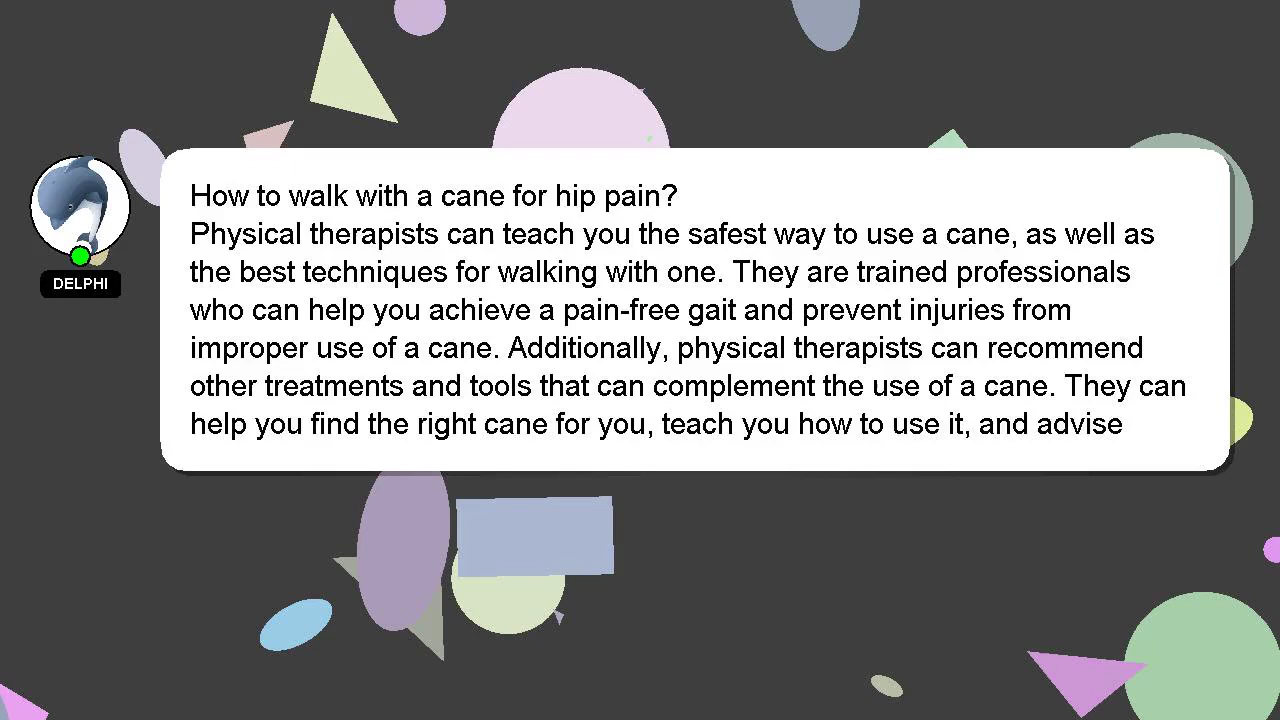 How to walk with a cane for hip pain?
Physical therapists can teach you the safest way to use a cane, as well as
the best techniques for walking with one. They are trained professionals
who can help you achieve a pain-free gait and prevent injuries from
improper use of a cane. Additionally, physical therapists can recommend
other treatments and tools that can complement the use of a cane. They can
help you find the right cane for you, teach you how to use it, and advise
DELPHI